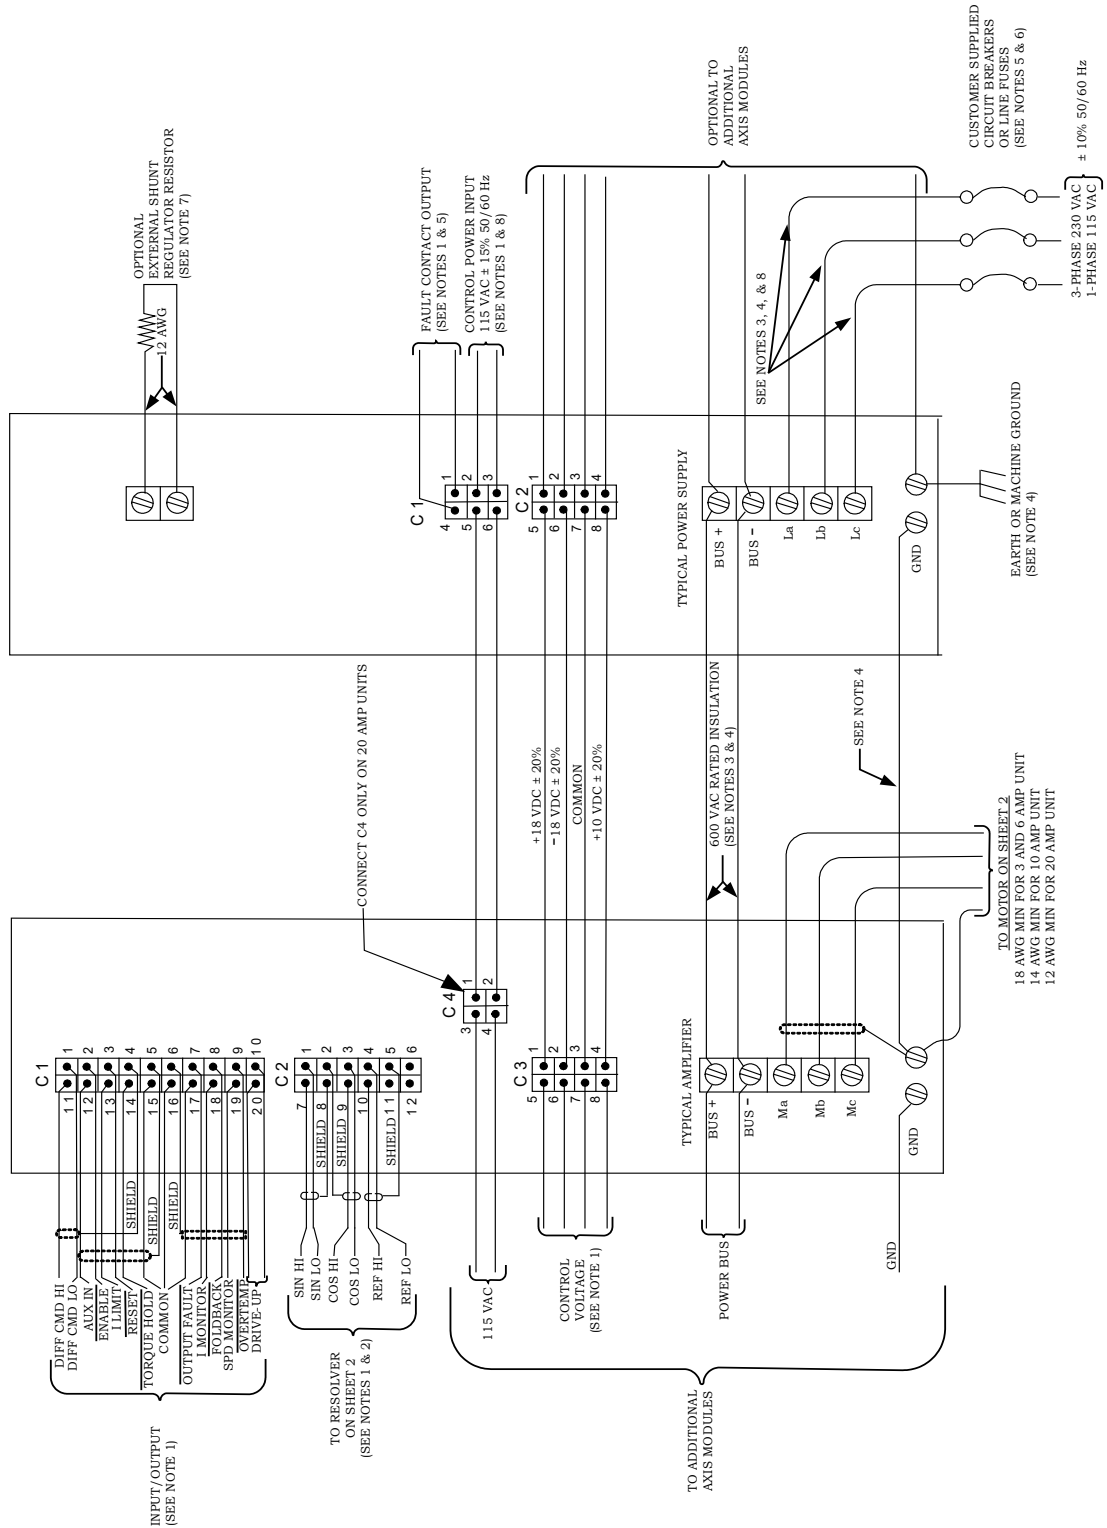 INPUT/OUTPUT
(SEE NOTE 1)
DIFF CMD HI
DIFF CMD LO
AUX IN
ENABLE
I LIMIT
RESET
TORQUE HOLD
COMMON
OUTPUT FAULT
I MONITOR
FOLDBACK
SPD MONITOR
OVERTEMP
DRIVE-UP
SHIELD
SHIELD
SHIELD
C 1
11 1
12 2
13 3
14 4
15 5
16 6
17 7
18 8
19 9
20 10
TO RESOLVER
ON SHEET 2
(SEE NOTES 1 & 2)
SIN HI
SIN LO
COS HI
COS LO
REF HI
REF LO
C 2
7 1
SHIELD 8 2
SHIELD 9 3
10 4
SHIELD 11 5
12 6
CONNECT C4 ONLY ON 20 AMP UNITS
115 VAC
C 4
3 1
4 2
CONTROL
VOLTAGE
(SEE NOTE 1)
C 3
5 1
6 2
7 3
8 4
+18 VDC ± 20%
−18 VDC ± 20%
COMMON
+10 VDC ± 20%
POWER BUS
TYPICAL AMPLIFIER
BUS +
BUS −
Ma
Mb
Mc
GND
GND
TO ADDITIONAL
AXIS MODULES
600 VAC RATED INSULATION
(SEE NOTES 3 & 4)
SEE NOTE 4
TO MOTOR ON SHEET 2
18 AWG MIN FOR 3 AND 6 AMP UNIT
14 AWG MIN FOR 10 AMP UNIT
12 AWG MIN FOR 20 AMP UNIT
OPTIONAL
EXTERNAL SHUNT
REGULATOR RESISTOR
(SEE NOTE 7)
12 AWG
C 1
4 1
5 2
6 3
FAULT CONTACT OUTPUT
(SEE NOTES 1 & 5)
CONTROL POWER INPUT
115 VAC ± 15% 50/60 Hz
(SEE NOTES 1 & 8)
C 2
5 1
6 2
7 3
8 4
TYPICAL POWER SUPPLY
BUS +
BUS −
La
Lb
Lc
GND
EARTH OR MACHINE GROUND
(SEE NOTE 4)
SEE NOTES 3, 4, & 8
OPTIONAL TO
ADDITIONAL
AXIS MODULES
CUSTOMER SUPPLIED
CIRCUIT BREAKERS
OR LINE FUSES
(SEE NOTES 5 & 6)
3-PHASE 230 VAC
1-PHASE 115 VAC
± 10% 50/60 Hz